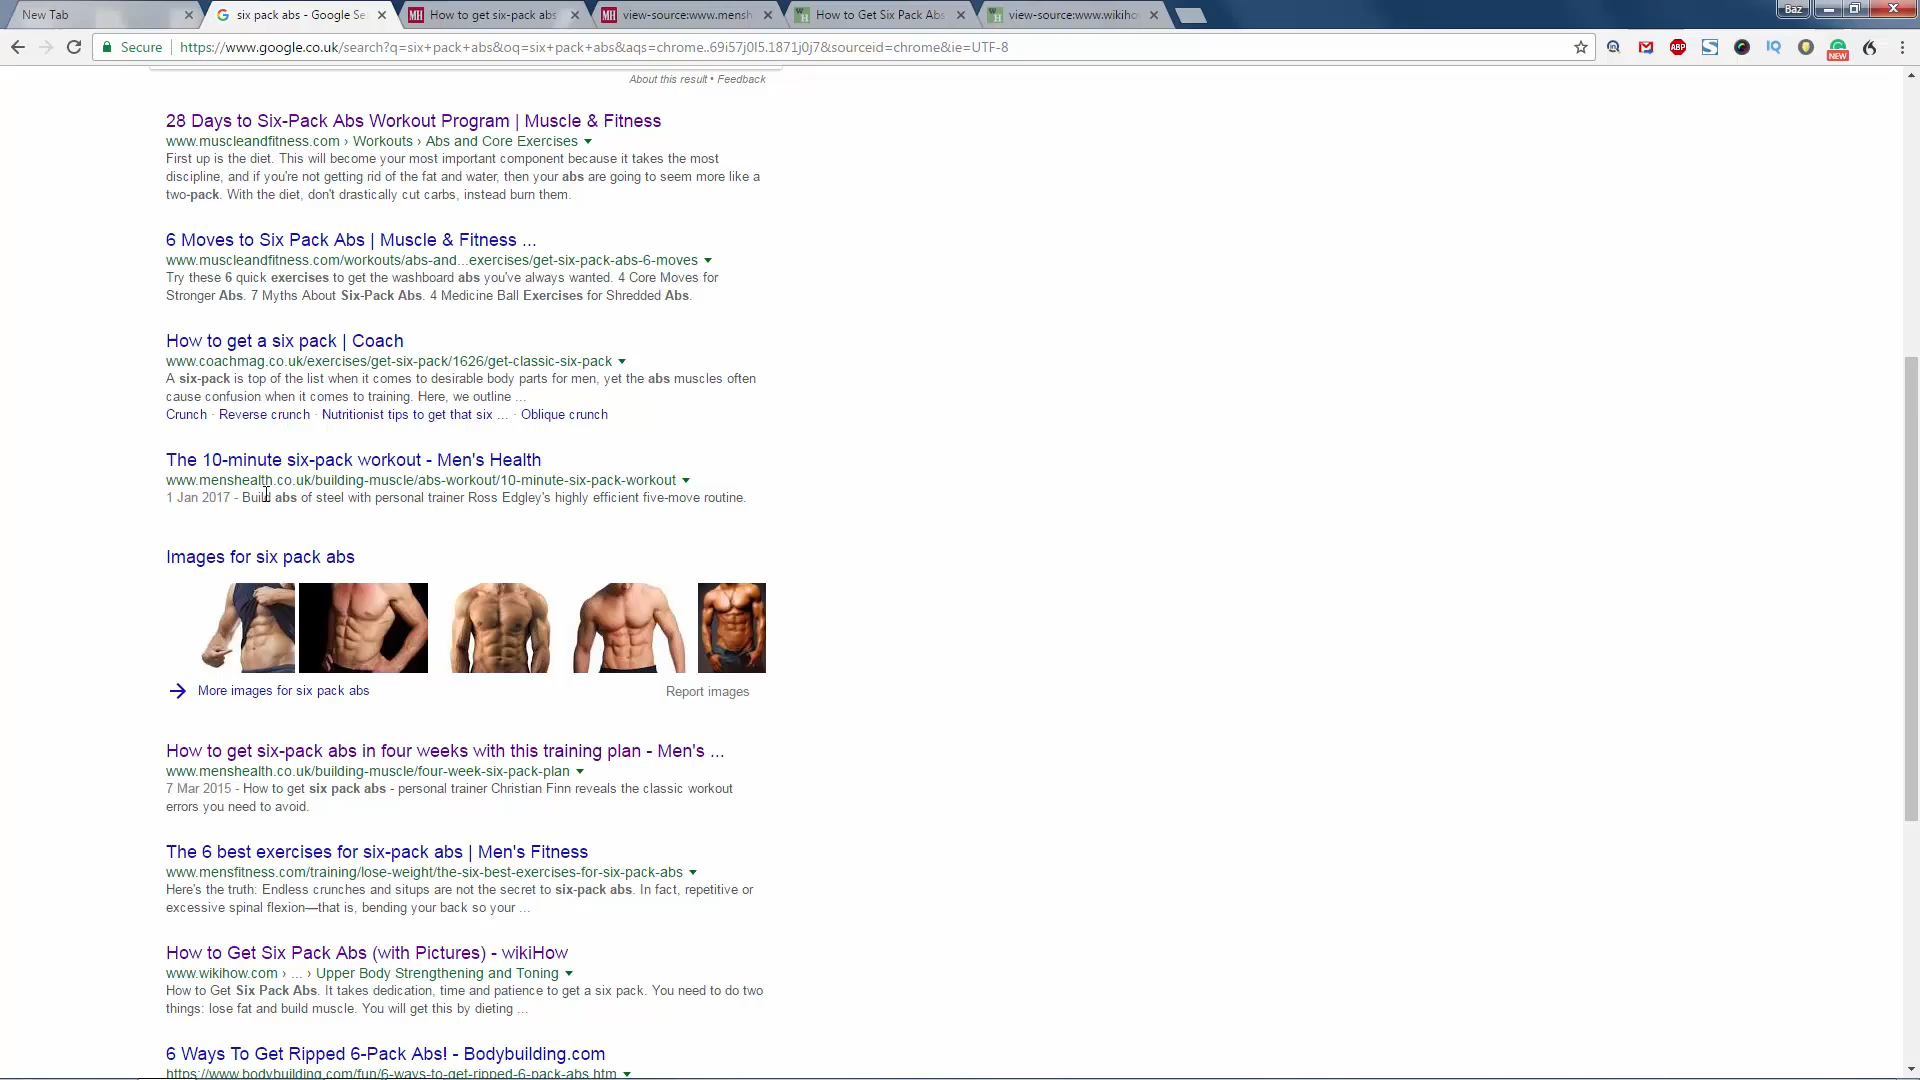 New Tab
six pack abs - Google Se
How to get six-pack abs
view-source:www.mensh
How to Get Six Pack Abs
view-source:www.wikiho
Baz
Secure
https://www.google.co.uk/search?q=six+pack+abs&oq=six+pack+abs&aqs=chrome..69i57j0l5.1871j0j7&sourceid=chrome&ie=UTF-8
About this result • Feedback
28 Days to Six-Pack Abs Workout Program | Muscle & Fitness
www.muscleandfitness.com › Workouts › Abs and Core Exercises
First up is the diet. This will become your most important component because it takes the most
discipline, and if you're not getting rid of the fat and water, then your abs are going to seem more like a
two-pack. With the diet, don't drastically cut carbs, instead burn them.
6 Moves to Six Pack Abs | Muscle & Fitness ...
www.muscleandfitness.com/workouts/abs-and...exercises/get-six-pack-abs-6-moves
Try these 6 quick exercises to get the washboard abs you've always wanted. 4 Core Moves for
Stronger Abs. 7 Myths About Six-Pack Abs. 4 Medicine Ball Exercises for Shredded Abs.
How to get a six pack | Coach
www.coachmag.co.uk/exercises/get-six-pack/1626/get-classic-six-pack
A six-pack is top of the list when it comes to desirable body parts for men, yet the abs muscles often
cause confusion when it comes to training. Here, we outline ...
Crunch · Reverse crunch · Nutritionist tips to get that six ... · Oblique crunch
The 10-minute six-pack workout - Men's Health
www.menshealth.co.uk/building-muscle/abs-workout/10-minute-six-pack-workout
1 Jan 2017 - Build abs of steel with personal trainer Ross Edgley's highly efficient five-move routine.
Images for six pack abs
More images for six pack abs
Report images
How to get six-pack abs in four weeks with this training plan - Men's ...
www.menshealth.co.uk/building-muscle/four-week-six-pack-plan
7 Mar 2015 - How to get six pack abs - personal trainer Christian Finn reveals the classic workout
errors you need to avoid.
The 6 best exercises for six-pack abs | Men's Fitness
www.mensfitness.com/training/lose-weight/the-six-best-exercises-for-six-pack-abs
Here's the truth: Endless crunches and situps are not the secret to six-pack abs. In fact, repetitive or
excessive spinal flexion—that is, bending your back so your ...
How to Get Six Pack Abs (with Pictures) - wikiHow
www.wikihow.com › ... › Upper Body Strengthening and Toning
How to Get Six Pack Abs. It takes dedication, time and patience to get a six pack. You need to do two
things: lose fat and build muscle. You will get this by dieting ...
6 Ways To Get Ripped 6-Pack Abs! - Bodybuilding.com
https://www.bodybuilding.com/fun/6-ways-to-get-ripped-6-pack-abs.htm